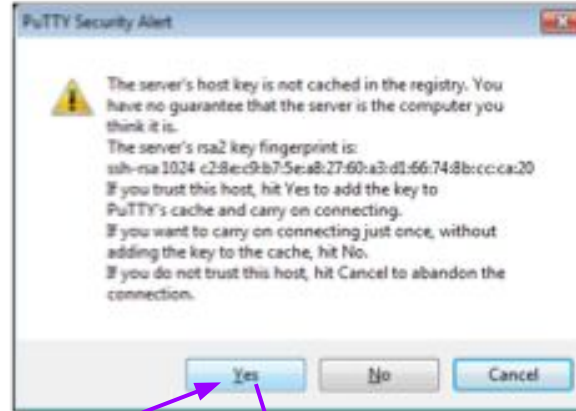 PuTTY Security Alert
The server's host key is not cached in the registry. You
have no guarantee that the server is the computer you
think it is.
The server's rsa2 key fingerprint is:
ssh-rsa 1024 c2:8e:c9:b7:5e:a8:27:60:a3:d1:66:74:8b:cc:ca:20
If you trust this host, hit Yes to add the key to
PuTTY's cache and carry on connecting.
If you want to carry on connecting just once, without
adding the key to the cache, hit No.
If you do not trust this host, hit Cancel to abandon the
connection.
Yes No Cancel